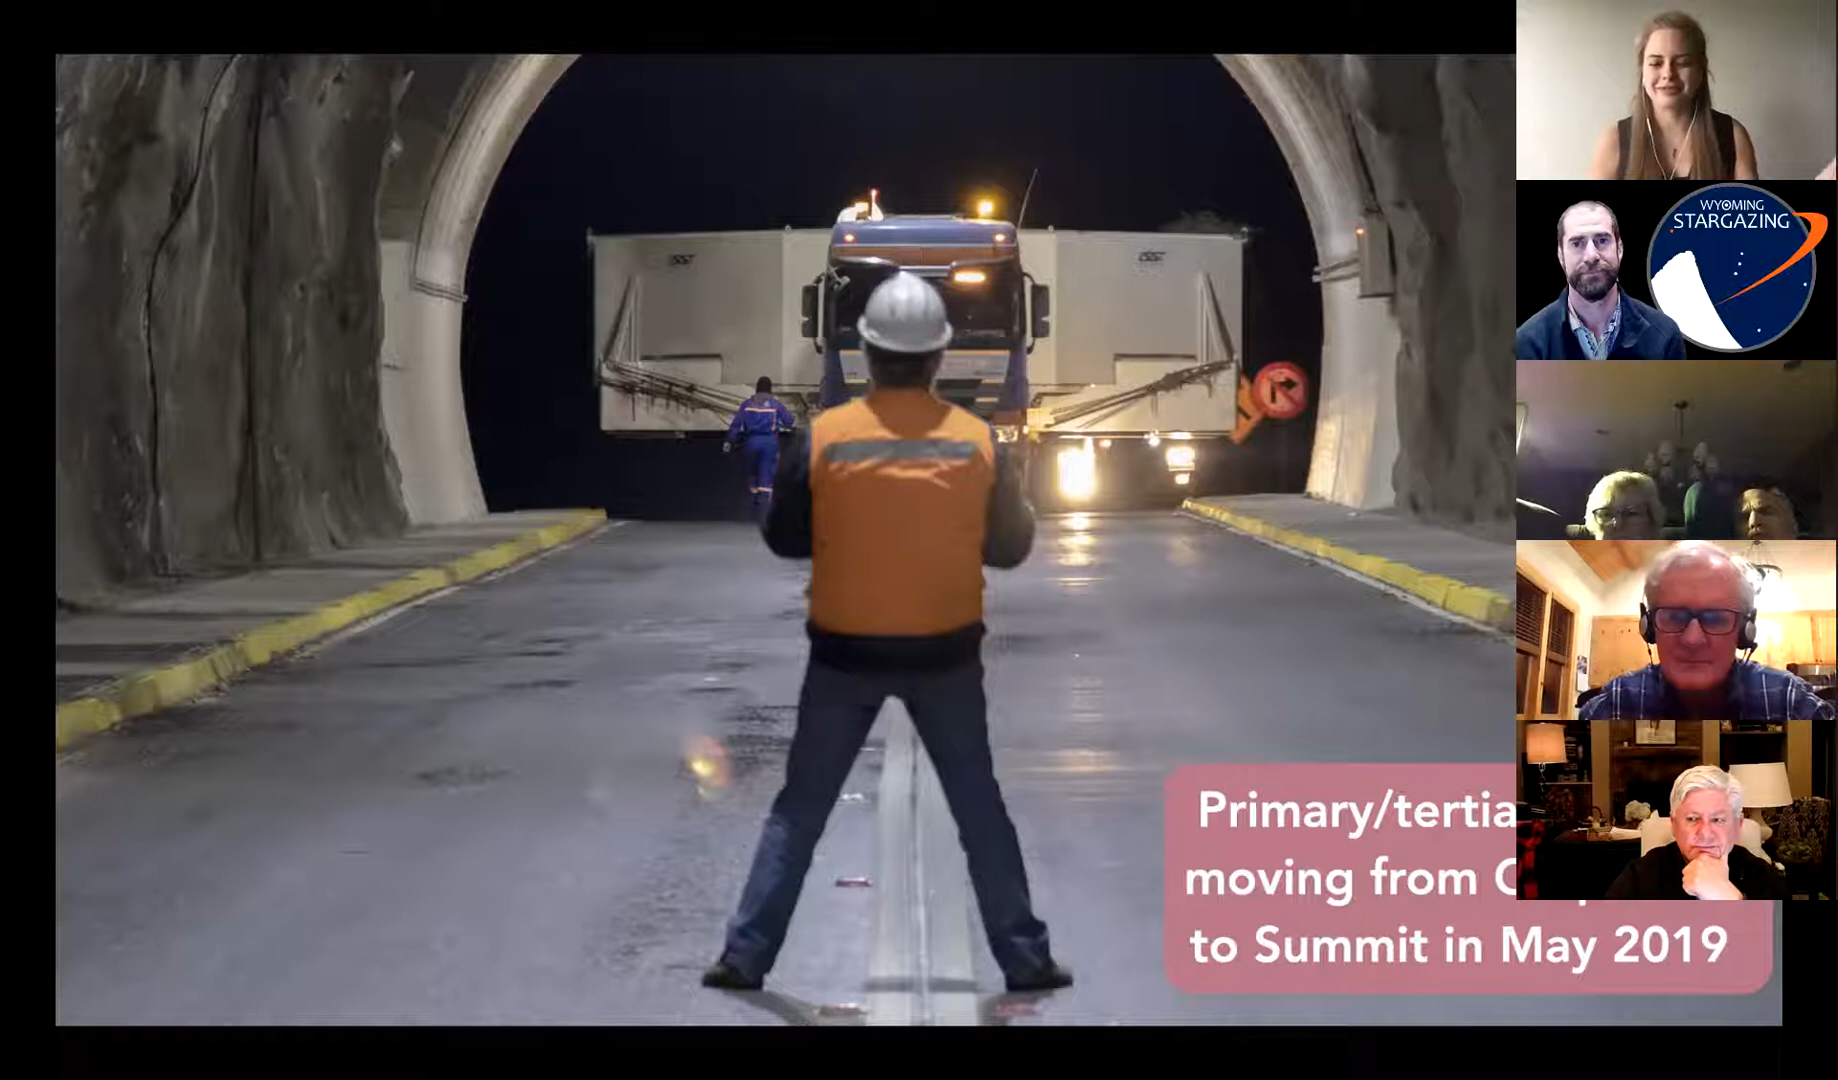 WYOMING
STARGAZING
Primary/tertia
moving from
to Summit in May 2019